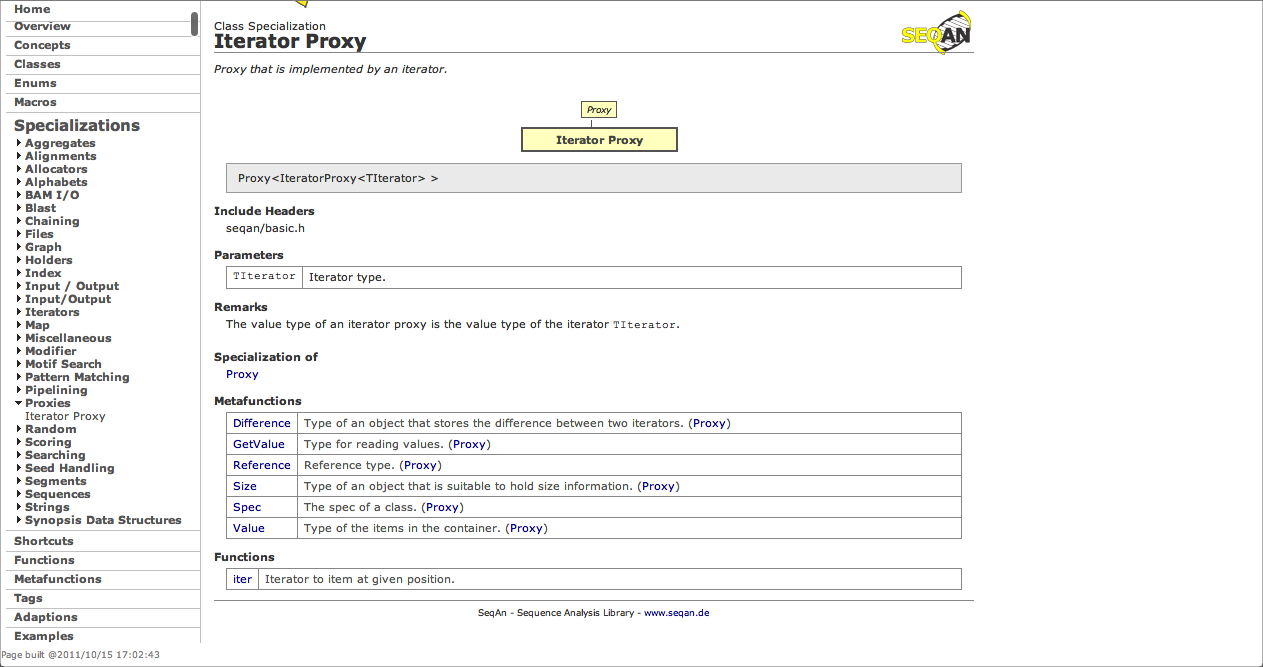 Home
Overview
Concepts
Classes
Enums
Macros
Specializations
Aggregates
Alignments
Allocators
Alphabets
BAM I/O
Blast
Chaining
Files
Graph
Holders
Index
Input / Output
Input/Output
Iterators
Map
Miscellaneous
Modifier
Motif Search
Pattern Matching
Pipelining
Proxies
Iterator Proxy
Random
Scoring
Searching
Seed Handling
Segments
Sequences
Strings
Synopsis Data Structures
Shortcuts
Functions
Metafunctions
Tags
Adaptions
Examples
Page built @2011/10/15 17:02:43
Class Specialization
Iterator Proxy
SEQAN
Proxy that is implemented by an iterator.
Proxy
Iterator Proxy
Proxy<IteratorProxy<TIterator> >
Include Headers
seqan/basic.h
Parameters
TIterator Iterator type.
Remarks
The value type of an iterator proxy is the value type of the iterator TIterator.
Specialization of
Proxy
Metafunctions
Difference Type of an object that stores the difference between two iterators. (Proxy)
GetValue Type for reading values. (Proxy)
Reference Reference type. (Proxy)
Size Type of an object that is suitable to hold size information. (Proxy)
Spec The spec of a class. (Proxy)
Value Type of the items in the container. (Proxy)
Functions
iter Iterator to item at given position.
SeqAn - Sequence Analysis Library - www.seqan.de